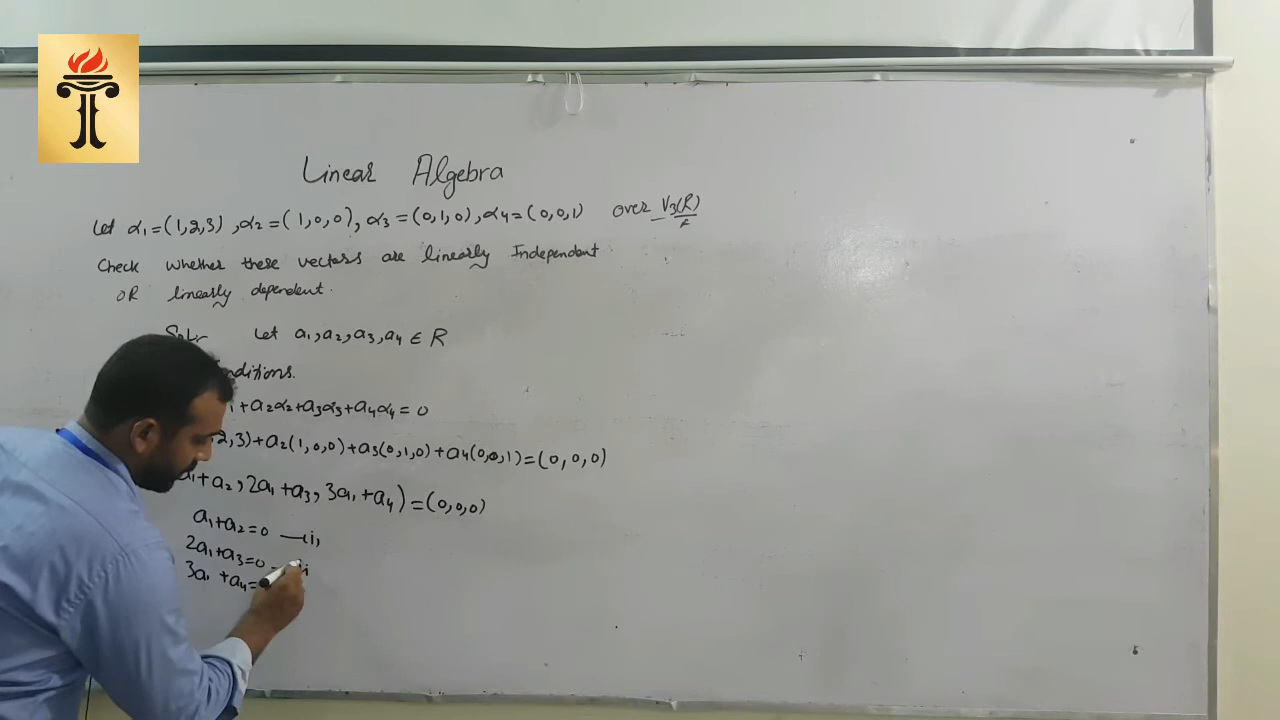 Linear Algebra
Let α1=(1,2,3), α2=(1,0,0), α3=(0,1,0), α4=(0,0,1) over V3(R)/F
Check whether these vectors are linearly Independent
OR linearly dependent.
Let a1,a2,a3,a4 ∈ R
+a2α2+a3α3+a4α4=0
2,3)+a2(1,0,0)+a3(0,1,0)+a4(0,0,1)=(0,0,0)
a1+a2, 2a1+a3, 3a1+a4)=(0,0,0)
a1+a2=0 —i,
2a1+a3=0 —ii
3a1+a4=